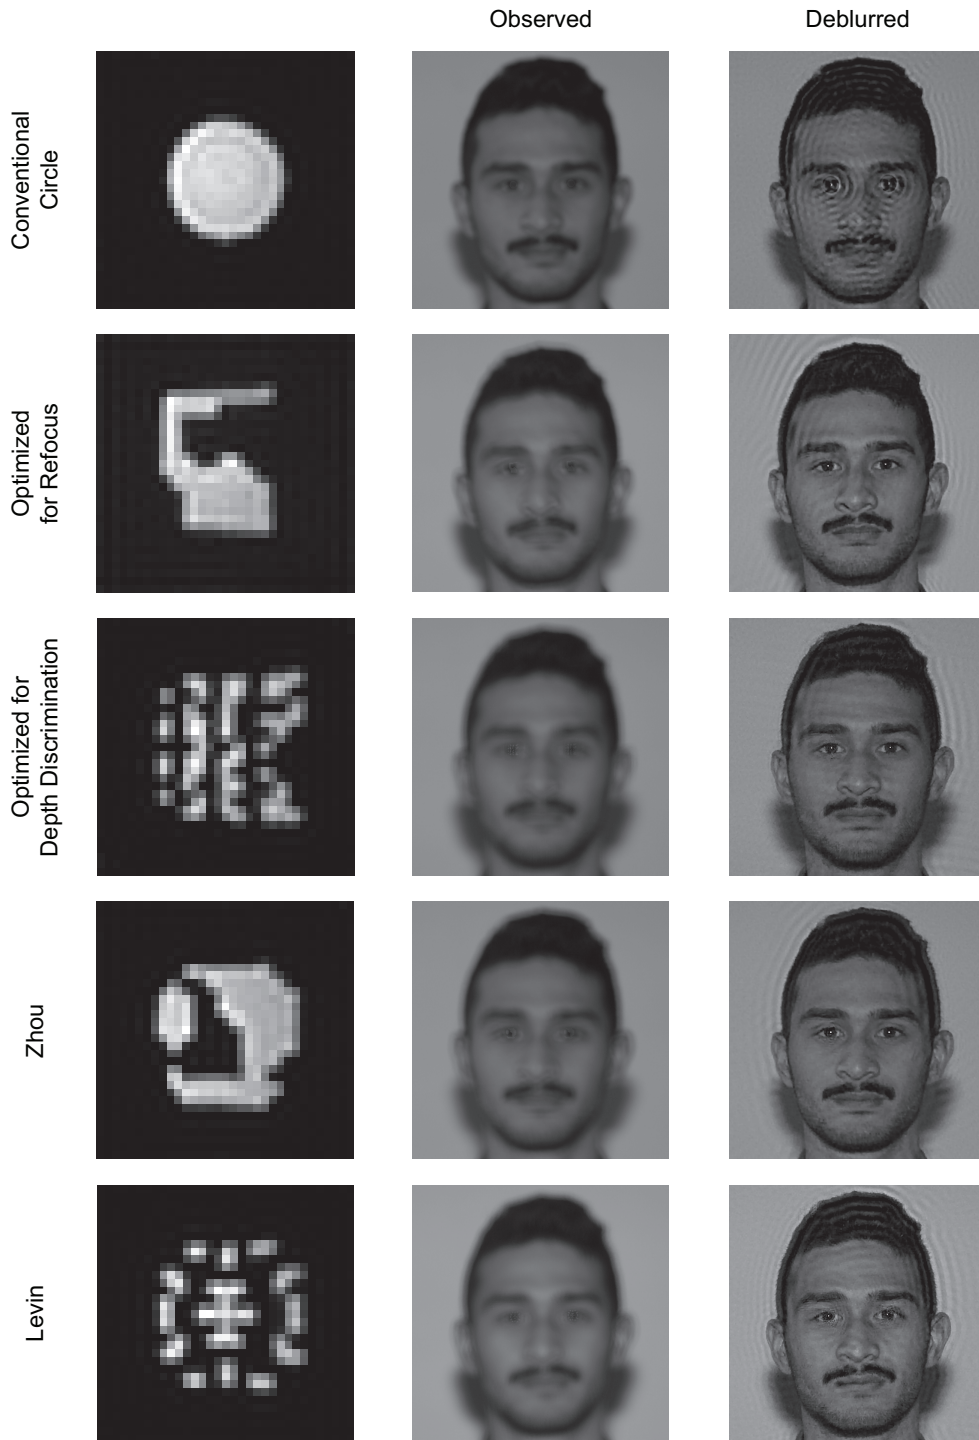 Observed
Deblurred
Conventional
Circle
Optimized
for Refocus
Optimized for
Depth Discrimination
Zhou
Levin